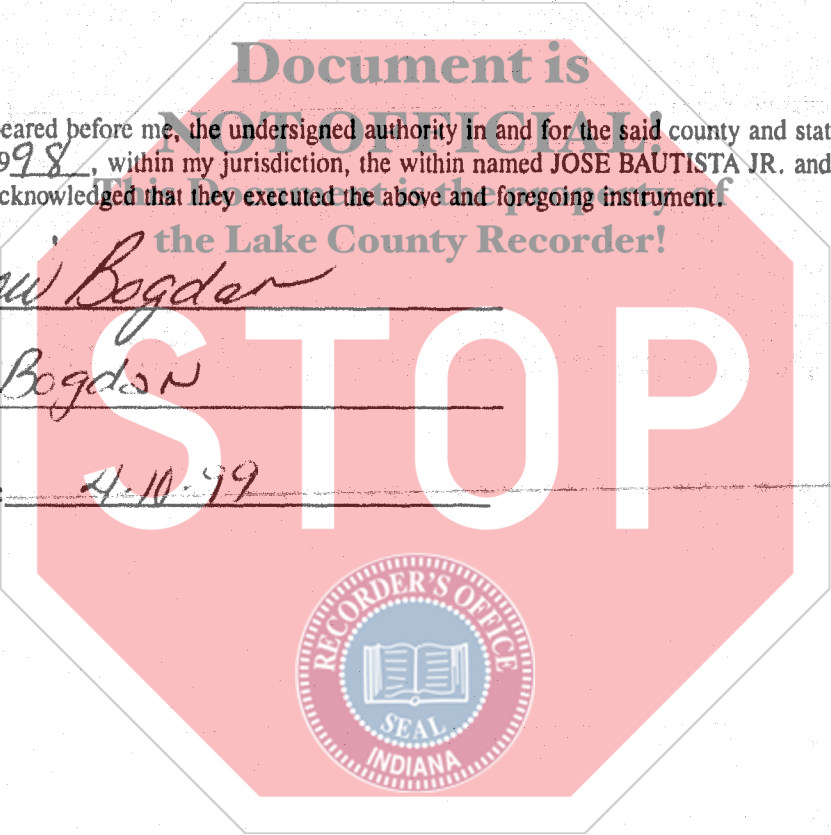 Document is
NOT OFFICIAL!
eared before me, the undersigned authority in and for the said county and stat
998, within my jurisdiction, the within named JOSE BAUTISTA JR. and
This Document is the property of
cknowledged that they executed the above and foregoing instrument.
the Lake County Recorder!
Bogdan
Bogdan
4-10-99
STOP
RECORDER'S OFFICE
SEAL
INDIANA